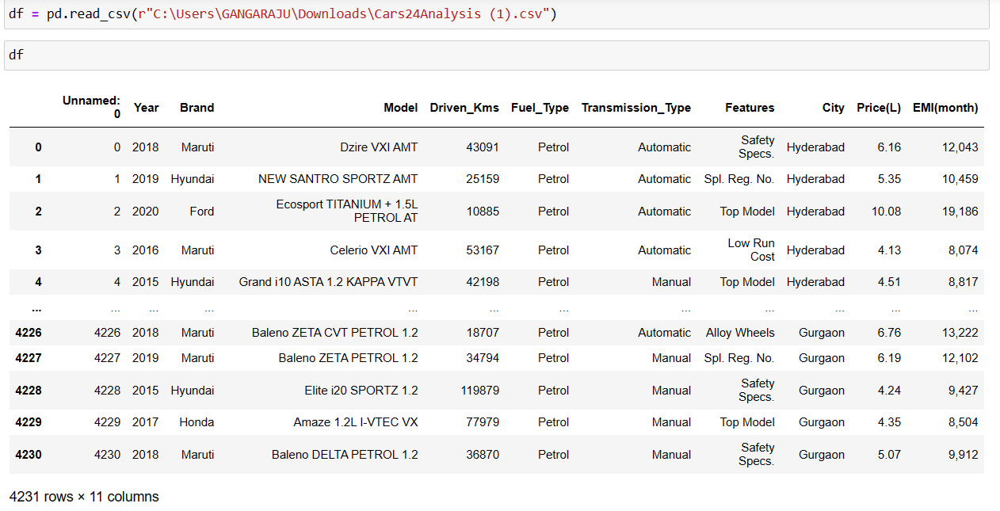 df = pd.read_csv(r"C:\Users\GANGARAJU\Downloads\Cars24Analysis (1).csv")
df
Unnamed: 0 Year Brand Model Driven_Kms Fuel_Type Transmission_Type Features City Price(L) EMI(month)
0 0 2018 Maruti Dzire VXI AMT 43091 Petrol Automatic Safety Specs. Hyderabad 6.16 12,043
1 1 2019 Hyundai NEW SANTRO SPORTZ AMT 25159 Petrol Automatic Spl. Reg. No. Hyderabad 5.35 10,459
2 2 2020 Ford Ecosport TITANIUM + 1.5L PETROL AT 10885 Petrol Automatic Top Model Hyderabad 10.08 19,186
3 3 2016 Maruti Celerio VXI AMT 53167 Petrol Automatic Low Run Cost Hyderabad 4.13 8,074
4 4 2015 Hyundai Grand i10 ASTA 1.2 KAPPA VTVT 42198 Petrol Manual Top Model Hyderabad 4.51 8,817
... ... ... ... ... ... ... ... ... ... ... ...
4226 4226 2018 Maruti Baleno ZETA CVT PETROL 1.2 18707 Petrol Automatic Alloy Wheels Gurgaon 6.76 13,222
4227 4227 2019 Maruti Baleno ZETA PETROL 1.2 34794 Petrol Manual Spl. Reg. No. Gurgaon 6.19 12,102
4228 4228 2015 Hyundai Elite i20 SPORTZ 1.2 119879 Petrol Manual Safety Specs. Gurgaon 4.24 9,427
4229 4229 2017 Honda Amaze 1.2L I-VTEC VX 77979 Petrol Manual Top Model Gurgaon 4.35 8,504
4230 4230 2018 Maruti Baleno DELTA PETROL 1.2 36870 Petrol Manual Safety Specs. Gurgaon 5.07 9,912
4231 rows × 11 columns